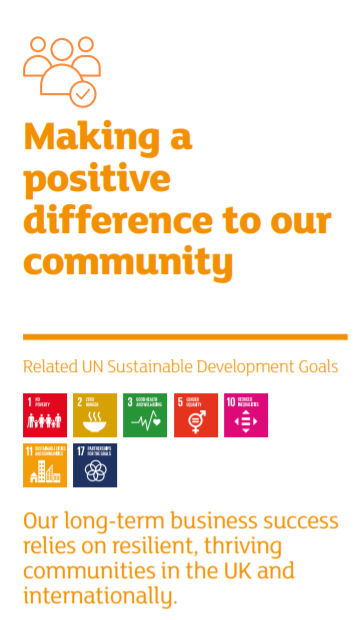 Making a
positive
difference to our
community
Related UN Sustainable Development Goals
1 NO POVERTY
2 ZERO HUNGER
3 GOOD HEALTH AND WELL-BEING
5 GENDER EQUALITY
10 REDUCED INEQUALITIES
11 SUSTAINABLE CITIES AND COMMUNITIES
17 PARTNERSHIPS FOR THE GOALS
Our long-term business success
relies on resilient, thriving
communities in the UK and
internationally.